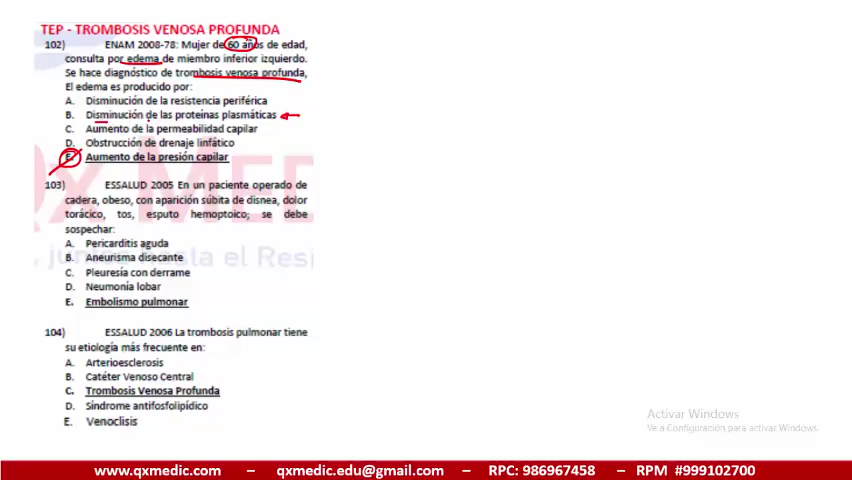 TEP - TROMBOSIS VENOSA PROFUNDA
102) ENAM 2008-78: Mujer de 60 años de edad,
consulta por edema de miembro inferior izquierdo.
Se hace diagnóstico de trombosis venosa profunda,
El edema es producido por:
A. Disminución de la resistencia periférica
B. Disminución de las proteínas plasmáticas
C. Aumento de la permeabilidad capilar
D. Obstrucción de drenaje linfático
E. Aumento de la presión capilar
103) ESSALUD 2005 En un paciente operado de
cadera, obeso, con aparición súbita de disnea, dolor
torácico, tos, esputo hemoptoico; se debe
sospechar:
A. Pericarditis aguda
B. Aneurisma disecante
C. Pleuresía con derrame
D. Neumonía lobar
E. Embolismo pulmonar
104) ESSALUD 2006 La trombosis pulmonar tiene
su etiología más frecuente en:
A. Arterioesclerosis
B. Catéter Venoso Central
C. Trombosis Venosa Profunda
D. Síndrome antifosfolipídico
E. Venoclisis
Qx MED
Activar Windows
Ve a Configuración para activar Windows.
www.qxmedic.com – qxmedic.edu@gmail.com – RPC: 986967458 – RPM #999102700